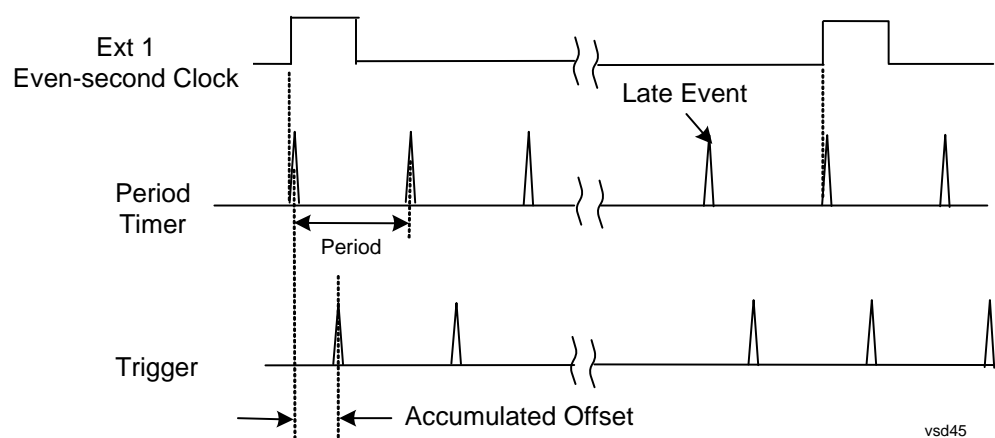 Ext 1
Even-second Clock
Late Event
Period
Timer
Period
Trigger
Accumulated Offset
vsd45